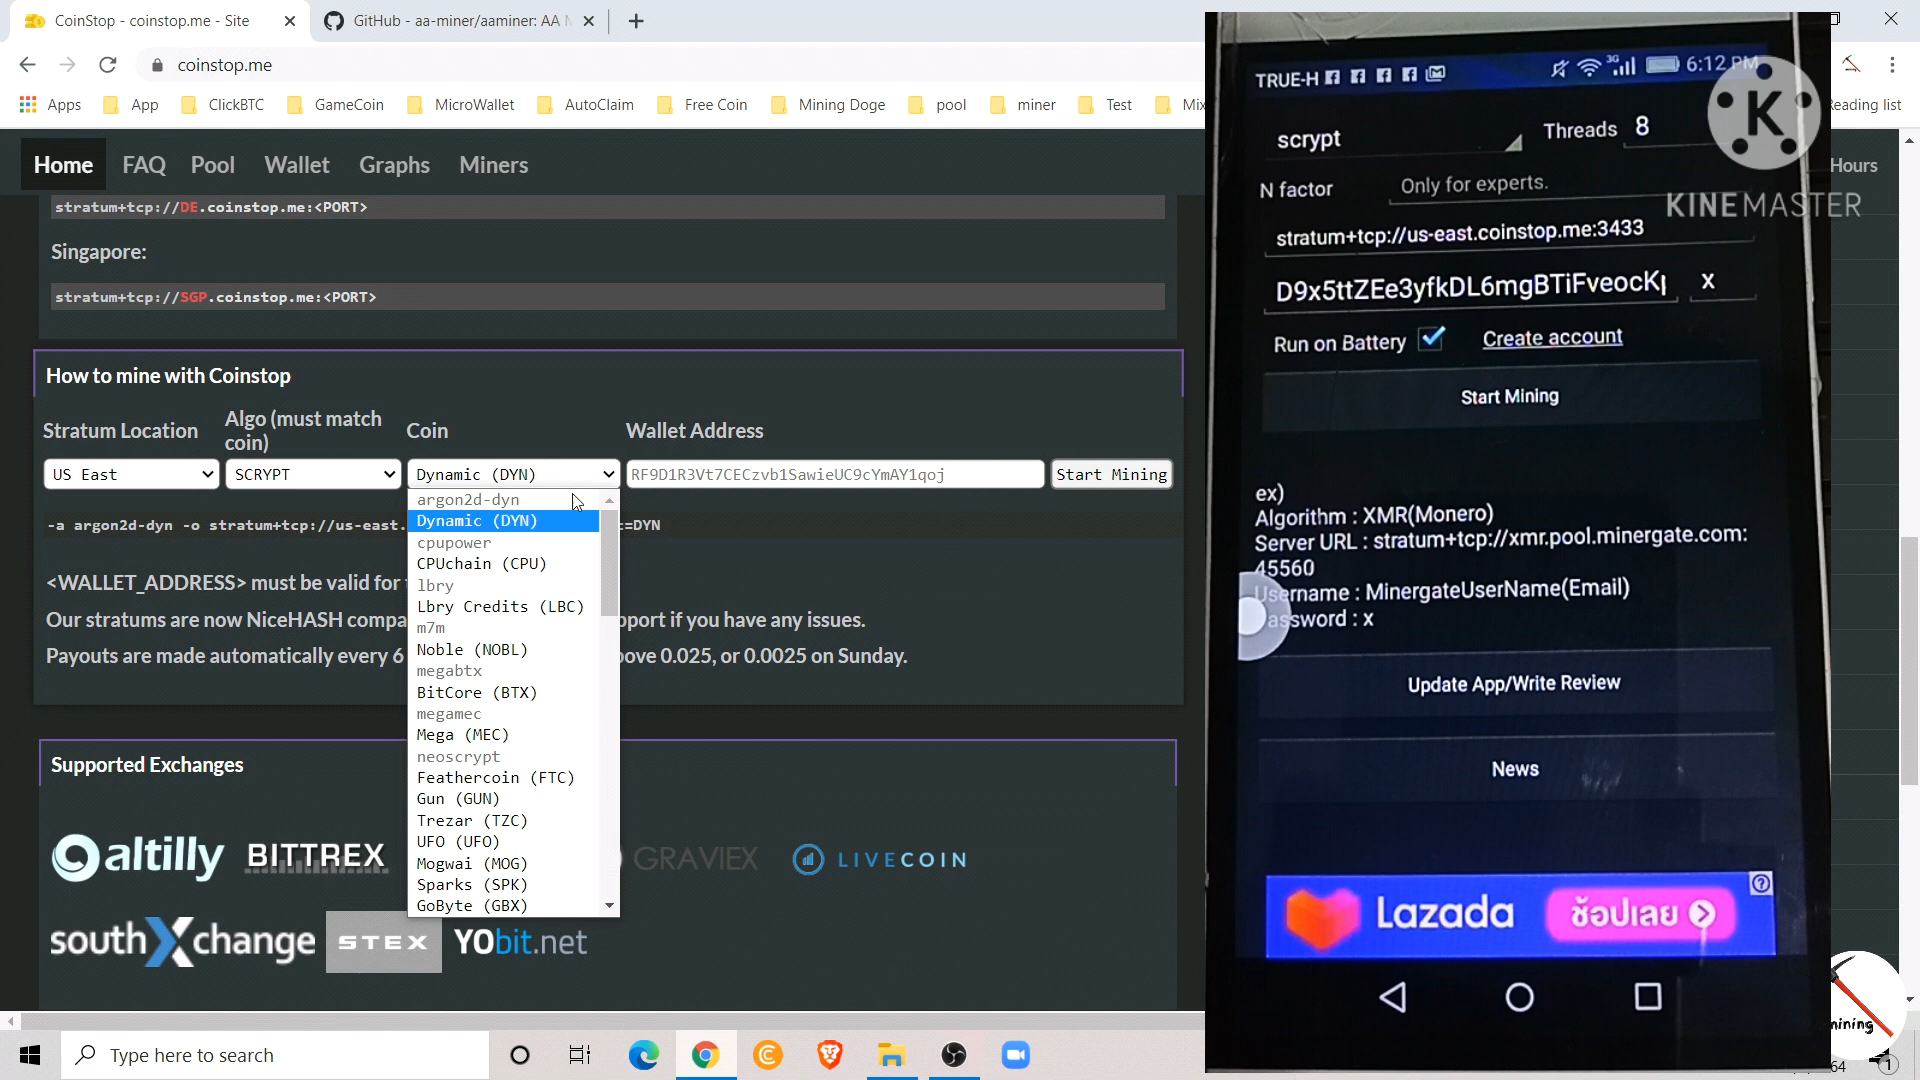 CoinStop - coinstop.me - Site
GitHub - aa-miner/aaminer: AA
coinstop.me
Apps
App
ClickBTC
GameCoin
MicroWallet
AutoClaim
Free Coin
Mining Doge
pool
miner
Test
Reading list
Home
FAQ
Pool
Wallet
Graphs
Miners
Hours
stratum+tcp://DE.coinstop.me:<PORT>
Singapore:
stratum+tcp://SGP.coinstop.me:<PORT>
How to mine with Coinstop
Stratum Location
Algo (must match coin)
Coin
Wallet Address
US East
SCRYPT
Dynamic (DYN)
RF9D1R3Vt7CECzvb1SawieUC9cYmAY1qoj
Start Mining
-a argon2d-dyn -o stratum+tcp://us-east.
=DYN
<WALLET_ADDRESS> must be valid for
Our stratums are now NiceHASH compa
pport if you have any issues.
Payouts are made automatically every 6
ove 0.025, or 0.0025 on Sunday.
argon2d-dyn
Dynamic (DYN)
cpupower
CPUchain (CPU)
lbry
Lbry Credits (LBC)
m7m
Noble (NOBL)
megabtx
BitCore (BTX)
megamec
Mega (MEC)
neoscrypt
Feathercoin (FTC)
Gun (GUN)
Trezar (TZC)
UFO (UFO)
Mogwai (MOG)
Sparks (SPK)
GoByte (GBX)
Supported Exchanges
altilly
BITTREX
GRAVIEX
LIVECOIN
southXchange
STEX
YObit.net
Type here to search
TRUE-H
3G
6:12 PM
scrypt
Threads 8
N factor
Only for experts.
K
KINEMASTER
stratum+tcp://us-east.coinstop.me:3433
D9x5ttZEe3yfkDL6mgBTiFveocK
x
Run on Battery
Create account
Start Mining
ex)
Algorithm : XMR(Monero)
Server URL : stratum+tcp://xmr.pool.minergate.com:
45560
Username : MinergateUserName(Email)
assword : x
Update App/Write Review
News
Lazada
ช้อปเลย
mining
64
1